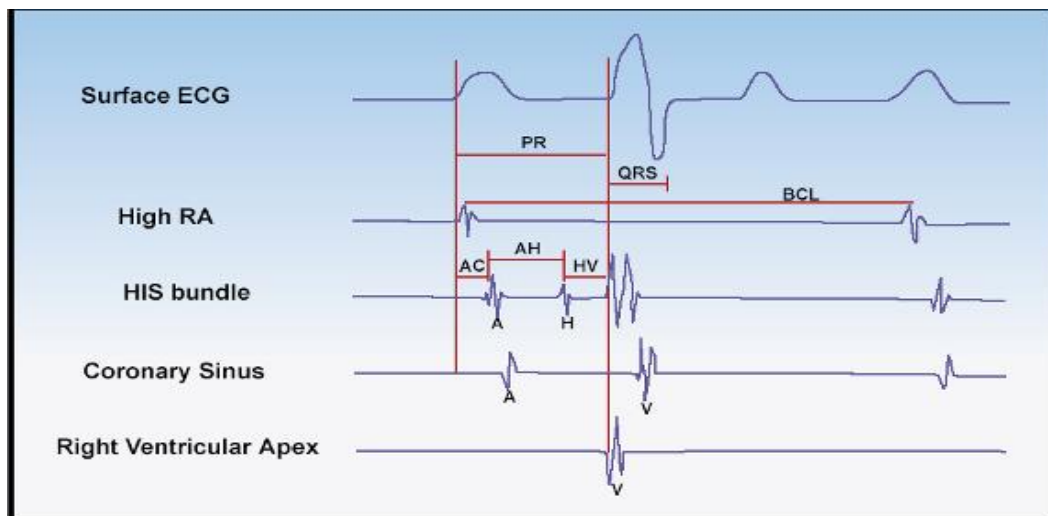 Surface ECG
PR
QRS
BCL
High RA
AH
AC
HV
HIS bundle
A
H
Coronary Sinus
A
V
Right Ventricular Apex
V